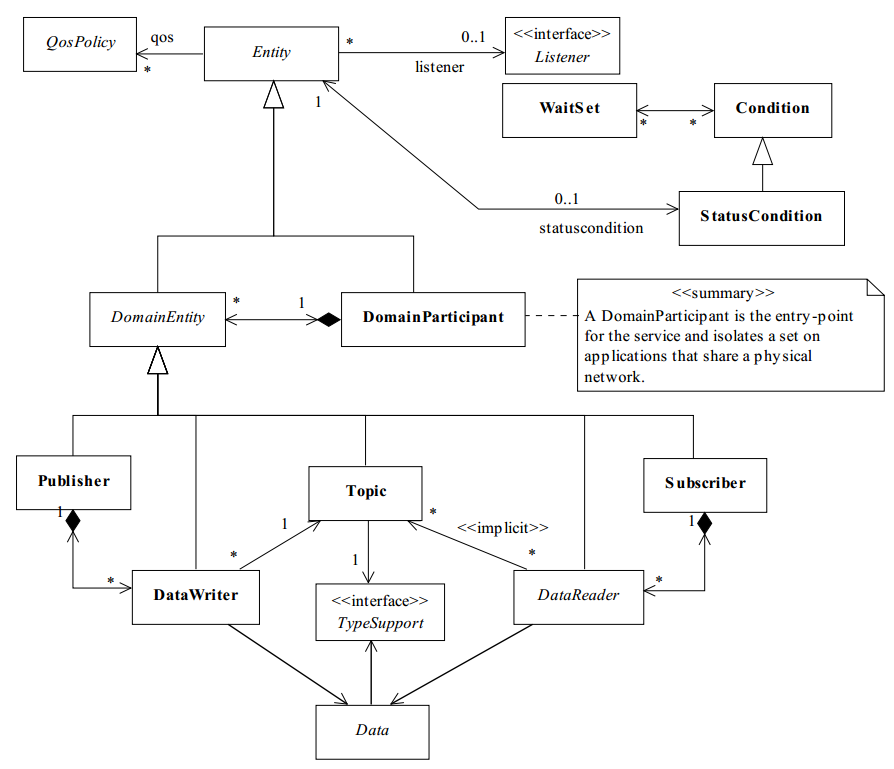 QosPolicy
qos
*
Entity
*
0..1
listener
<<interface>>
Listener
1
WaitSet
*
*
Condition
0..1
statuscondition
StatusCondition
DomainEntity
*
1
DomainParticipant
<<summary>>
A DomainParticipant is the entry-point
for the service and isolates a set on
applications that share a physical
network.
Publisher
1
*
Topic
1
*
*
<<implicit>>
*
1
Subscriber
1
*
DataWriter
<<interface>>
TypeSupport
DataReader
Data